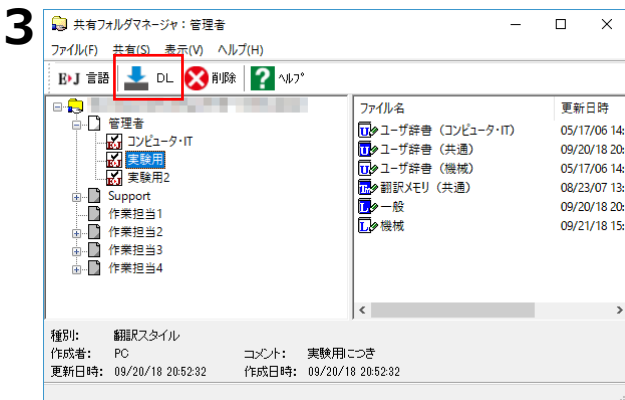 3
共有フォルダマネージャ：管理者
ファイル(F) 共有(S) 表示(V) ヘルプ(H)
E▶J 言語 DL 削除 ? ヘルプ
管理者
コンピュータ・IT
実験用
実験用2
Support
作業担当1
作業担当2
作業担当3
作業担当4
ファイル名 更新日時
ユーザ辞書（コンピュータ・IT） 05/17/06 14:
ユーザ辞書（共通） 09/20/18 20:
ユーザ辞書（機械） 05/17/06 14:
翻訳メモリ（共通） 08/23/07 13:
一般 09/20/18 20:
機械 09/21/18 15:
種別: 翻訳スタイル
作成者: PC コメント: 実験用につき
更新日時: 09/20/18 20:52:32 作成日時: 09/20/18 20:52:32